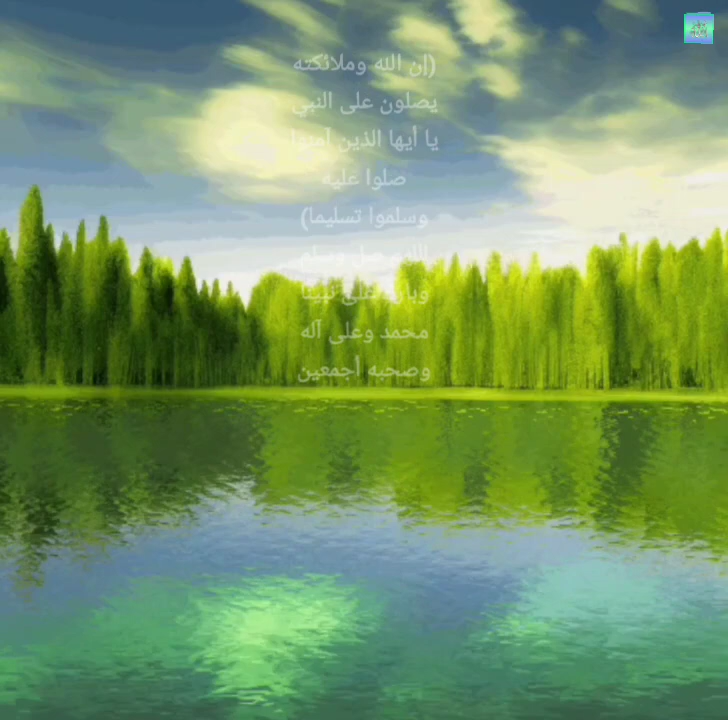 (إن الله وملائكته
يصلون على النبي
يا أيها الذين آمنوا
صلوا عليه
وسلموا تسليما)
اللهم صل وسلم
وبارك على نبينا
محمد وعلى آله
وصحبه أجمعين